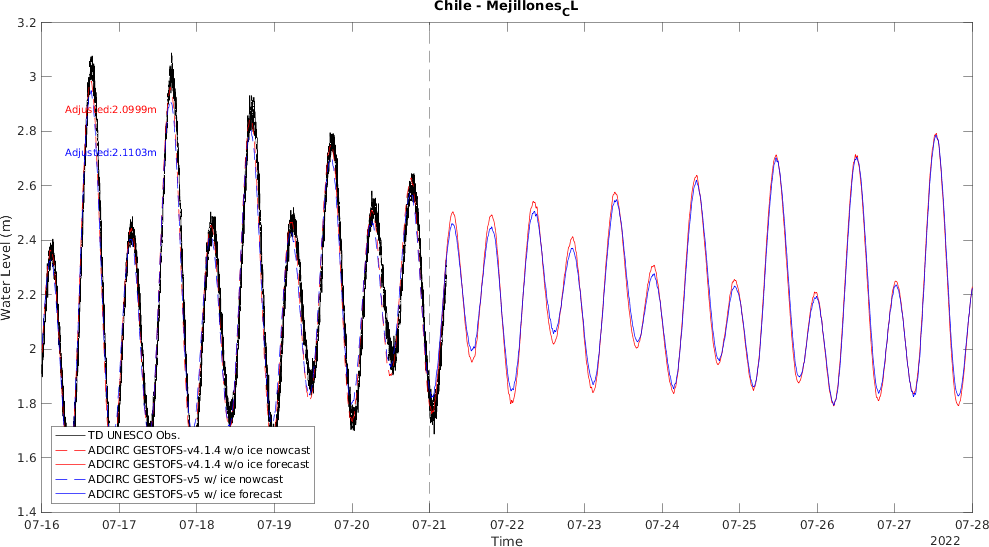 Chile - Mejillones_CL
3.2
3
2.8
2.6
2.4
2.2
2
1.8
1.6
1.4
Water Level (m)
Adjusted:2.0999m
Adjusted:2.1103m
TD UNESCO Obs.
ADCIRC GESTOFS-v4.1.4 w/o ice nowcast
ADCIRC GESTOFS-v4.1.4 w/o ice forecast
ADCIRC GESTOFS-v5 w/ ice nowcast
ADCIRC GESTOFS-v5 w/ ice forecast
07-16 07-17 07-18 07-19 07-20 07-21 07-22 07-23 07-24 07-25 07-26 07-27 07-28
Time
2022